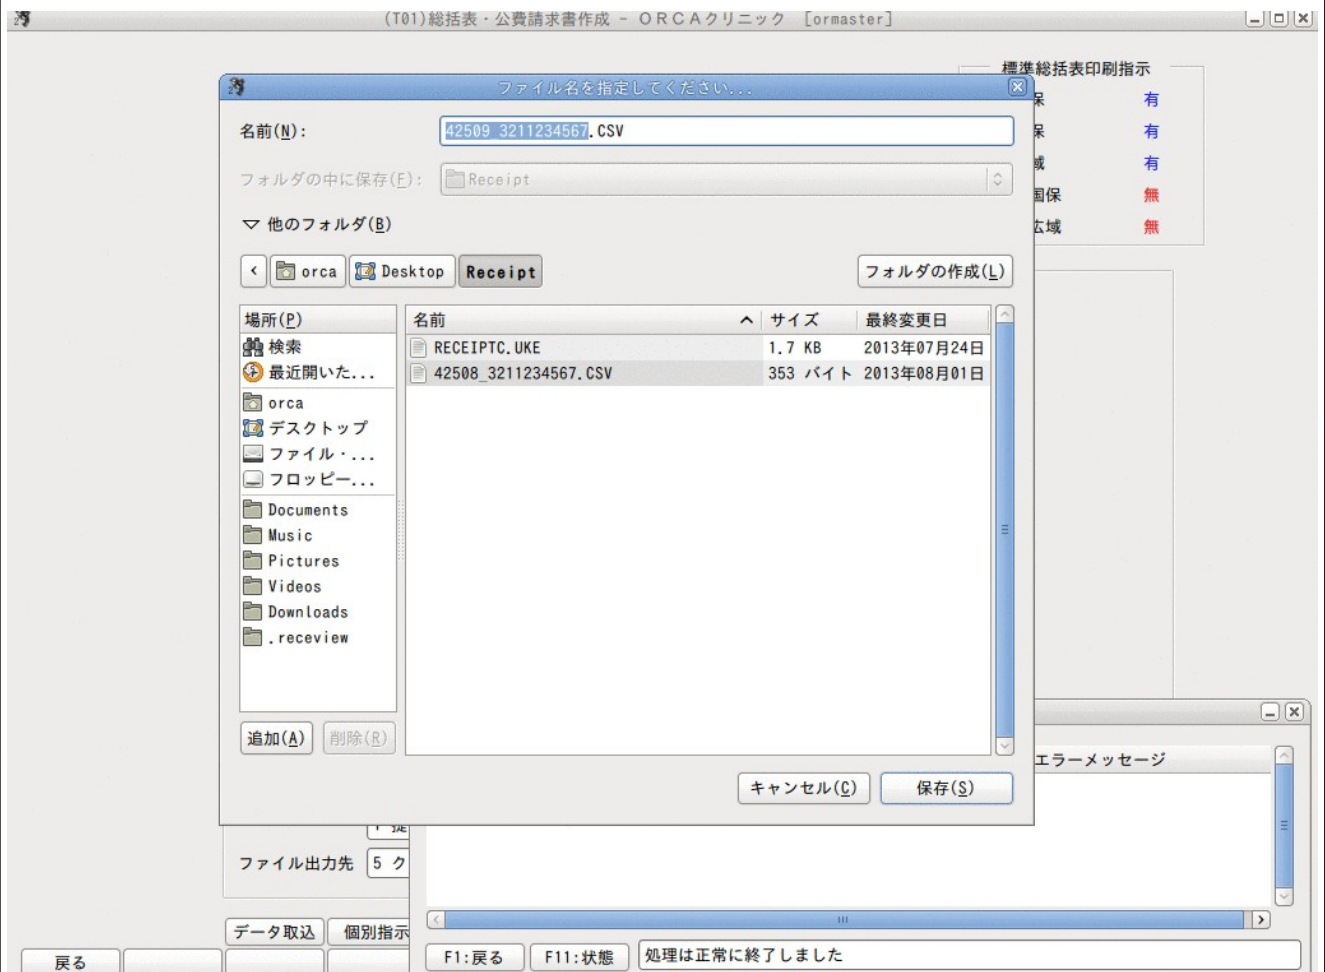 (T01)総括表・公費請求書作成 - ORCAクリニック [ormaster]
標準総括表印刷指示
保 有
保 有
域 有
国保 無
広域 無
ファイル名を指定してください...
名前(N):
42509_3211234567.CSV
フォルダの中に保存(F):
Receipt
他のフォルダ(B)
orca
Desktop
Receipt
フォルダの作成(L)
場所(P)
検索
最近開いた...
orca
デスクトップ
ファイル・...
フロッピー...
Documents
Music
Pictures
Videos
Downloads
.receview
名前 サイズ 最終変更日
RECEIPTC.UKE 1.7 KB 2013年07月24日
42508_3211234567.CSV 353 バイト 2013年08月01日
追加(A)
削除(R)
キャンセル(C)
保存(S)
エラーメッセージ
ファイル出力先 5 ク
データ取込
個別指示
戻る
F1:戻る
F11:状態
処理は正常に終了しました